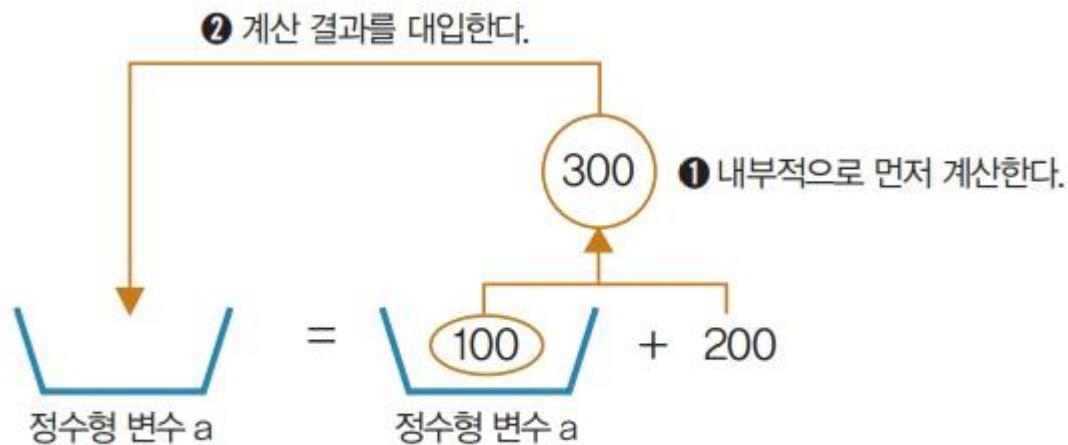 ❷ 계산 결과를 대입한다.
300
❶ 내부적으로 먼저 계산한다.
= 100 + 200
정수형 변수 a 정수형 변수 a